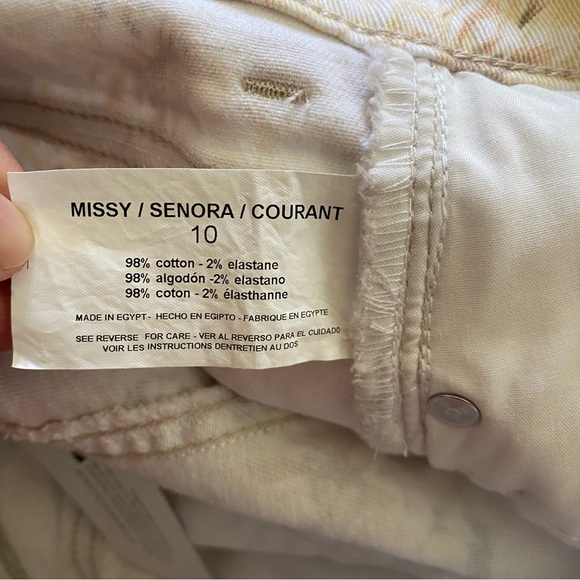 MISSY / SENORA / COURANT
10
98% cotton - 2% elastane
98% algodón -2% elastano
98% coton - 2% élasthanne
MADE IN EGYPT - HECHO EN EGIPTO - FABRIQUE EN EGYPTE
SEE REVERSE FOR CARE - VER AL REVERSO PARA EL CUIDADO
VOIR LES INSTRUCTIONS DENTRETIEN AU DOS